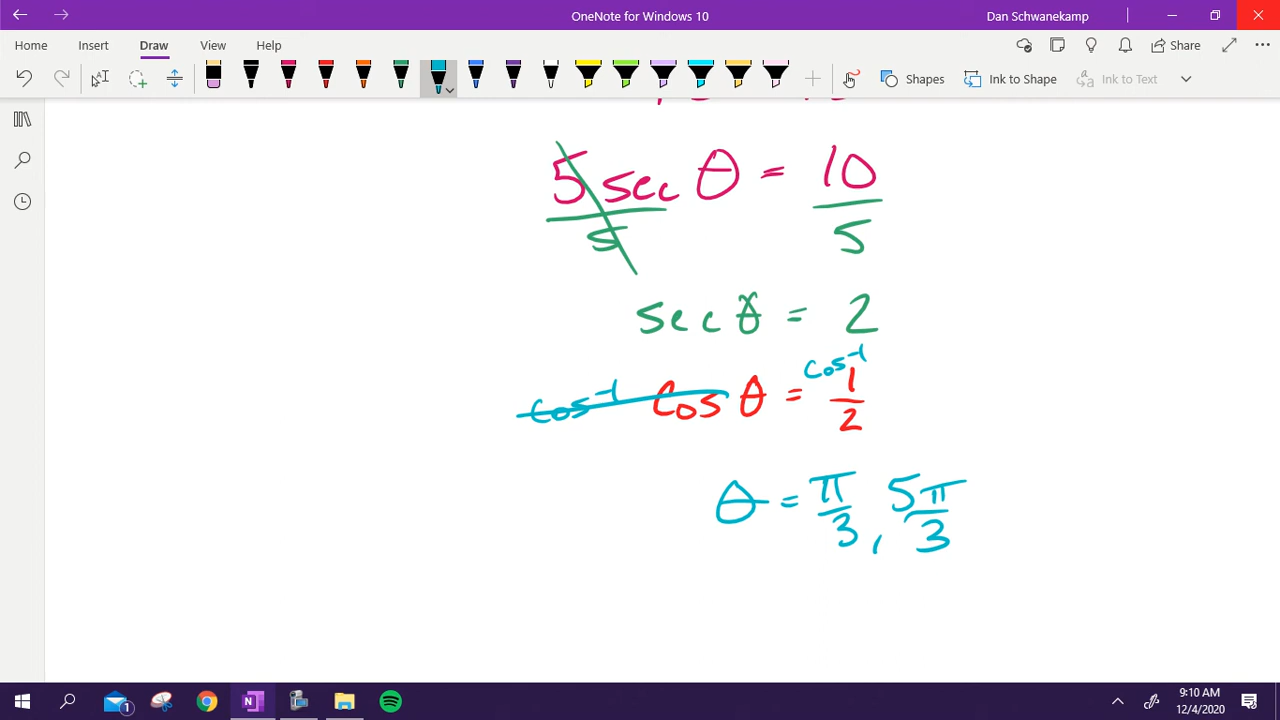 OneNote for Windows 10
Dan Schwanekamp
Home Insert Draw View Help
Share
Shapes Ink to Shape Ink to Text
5 sec θ = 10
5 5
sec θ = 2
cos⁻¹ cos θ = cos⁻¹ 1/2
θ = π/3, 5π/3
1
N
9:10 AM
12/4/2020